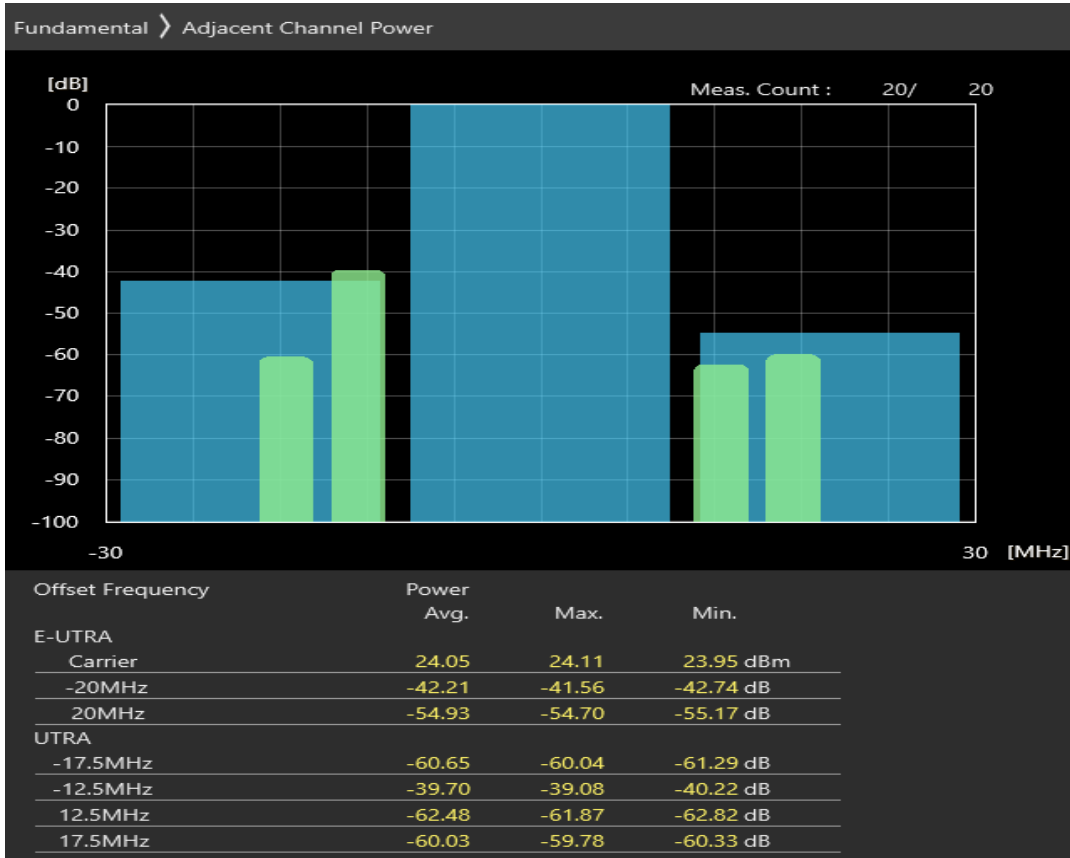 Fundamental 〉 Adjacent Channel Power
[dB]
Meas. Count : 20/ 20
0
-10
-20
-30
-40
-50
-60
-70
-80
-90
-100
-30 30 [MHz]
Offset Frequency Power
Avg. Max. Min.
E-UTRA
Carrier 24.05 24.11 23.95 dBm
-20MHz -42.21 -41.56 -42.74 dB
20MHz -54.93 -54.70 -55.17 dB
UTRA
-17.5MHz -60.65 -60.04 -61.29 dB
-12.5MHz -39.70 -39.08 -40.22 dB
12.5MHz -62.48 -61.87 -62.82 dB
17.5MHz -60.03 -59.78 -60.33 dB